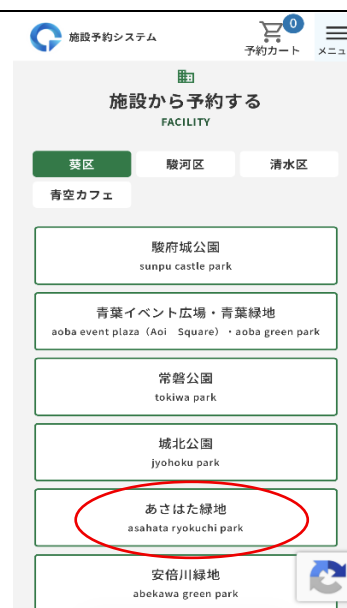 施設予約システム
0
予約カート
メニュ
施設から予約する
FACILITY
葵区
駿河区
清水区
青空カフェ
駿府城公園
sunpu castle park
青葉イベント広場・青葉緑地
aoba event plaza（Aoi　Square）・aoba green park
常磐公園
tokiwa park
城北公園
jyohoku park
あさはた緑地
asahata ryokuchi park
安倍川緑地
abekawa green park